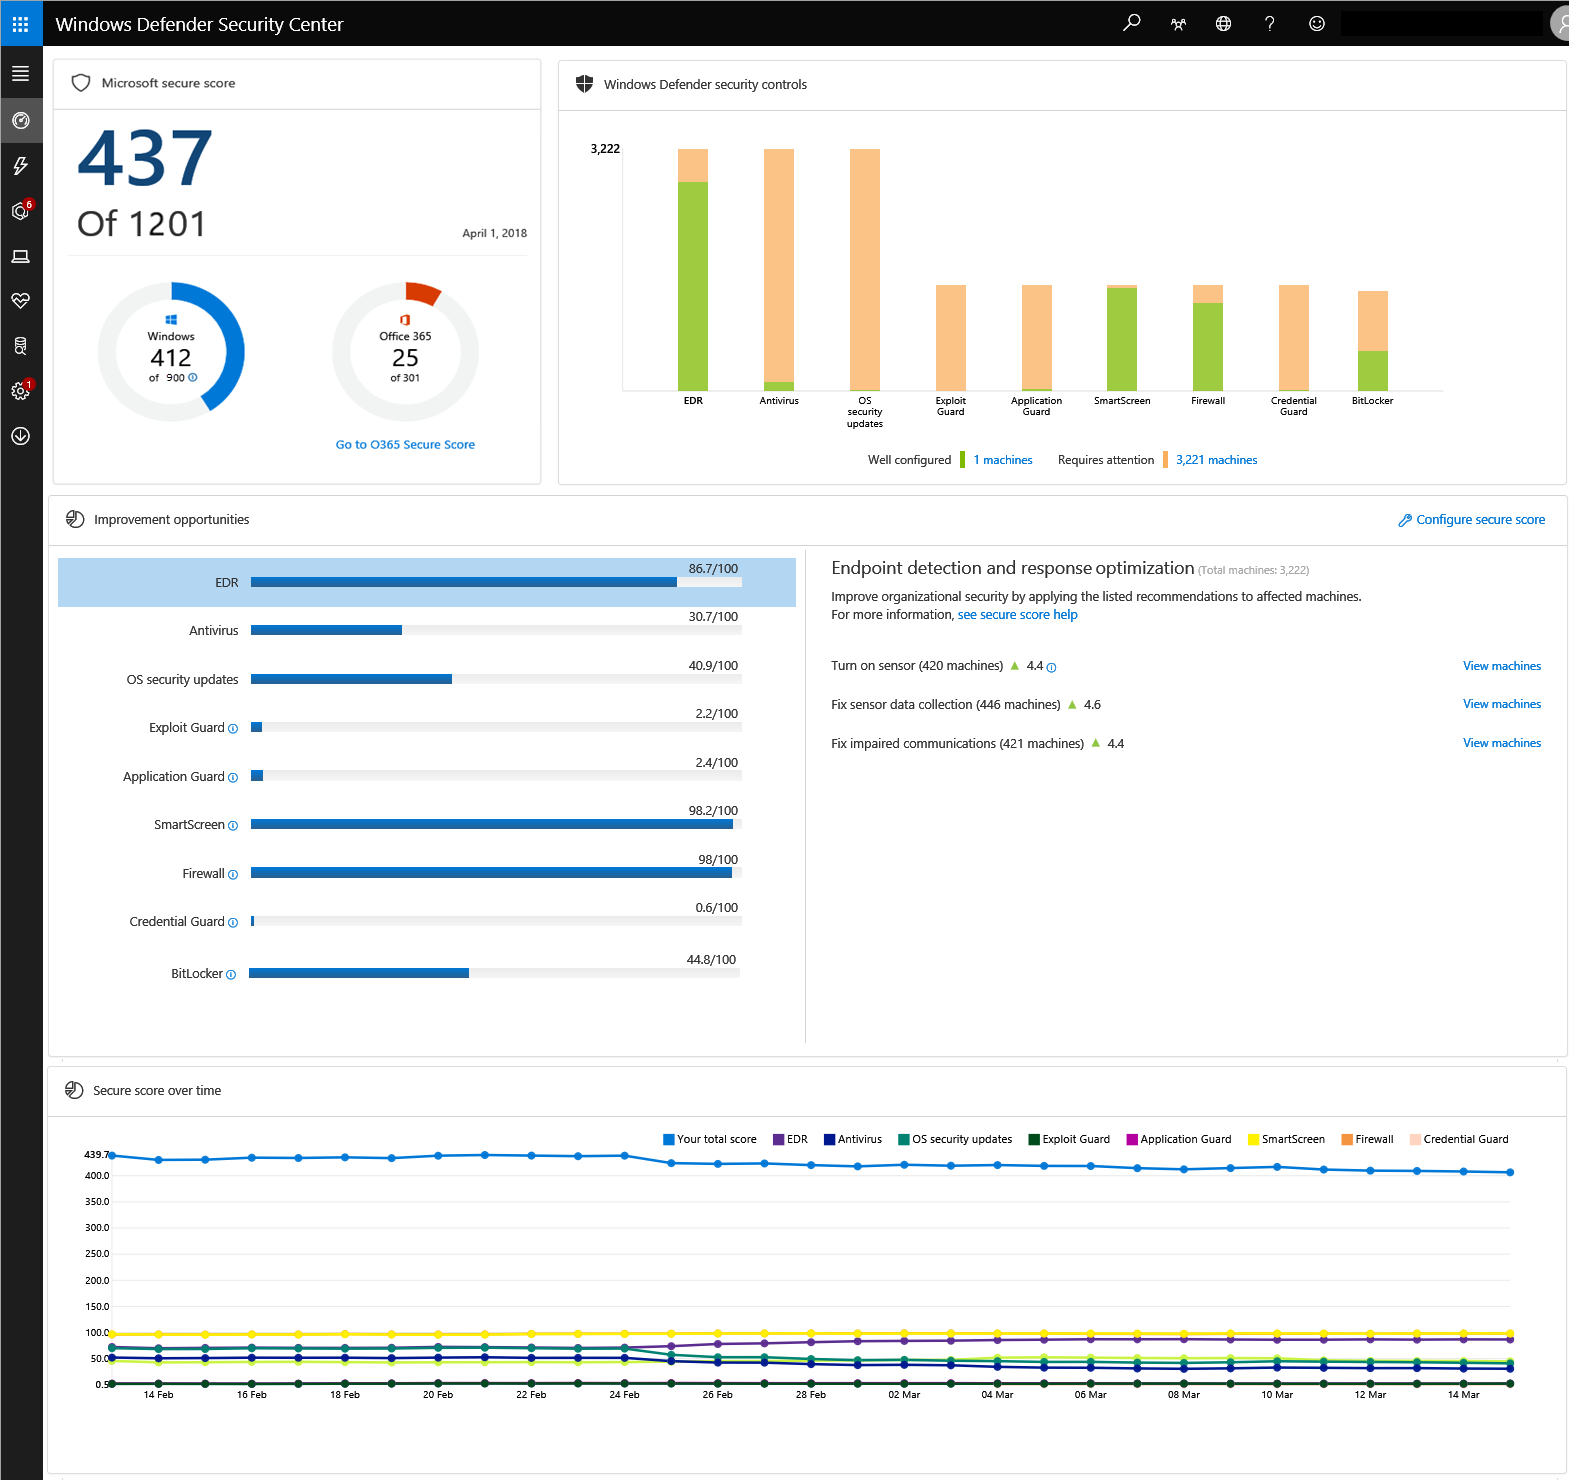 Windows Defender Security Center
?
Microsoft secure score
437
Of 1201
April 1, 2018
Windows
412
of 900
Office 365
25
of 301
Go to O365 Secure Score
Windows Defender security controls
3,222
EDR
Antivirus
OS
security
updates
Exploit
Guard
Application
Guard
SmartScreen
Firewall
Credential
Guard
BitLocker
Well configured 1 machines Requires attention 3,221 machines
6
1
Improvement opportunities
Configure secure score
EDR 86.7/100
Antivirus 30.7/100
OS security updates 40.9/100
Exploit Guard 2.2/100
Application Guard 2.4/100
SmartScreen 98.2/100
Firewall 98/100
Credential Guard 0.6/100
BitLocker 44.8/100
Endpoint detection and response optimization (Total machines: 3,222)
Improve organizational security by applying the listed recommendations to affected machines.
For more information, see secure score help
Turn on sensor (420 machines) ▲ 4.4 View machines
Fix sensor data collection (446 machines) ▲ 4.6 View machines
Fix impaired communications (421 machines) ▲ 4.4 View machines
Secure score over time
Your total score EDR Antivirus OS security updates Exploit Guard Application Guard SmartScreen Firewall Credential Guard
439.7
400.0
350.0
300.0
250.0
200.0
150.0
100.0
50.0
0.5
14 Feb 16 Feb 18 Feb 20 Feb 22 Feb 24 Feb 26 Feb 28 Feb 02 Mar 04 Mar 06 Mar 08 Mar 10 Mar 12 Mar 14 Mar